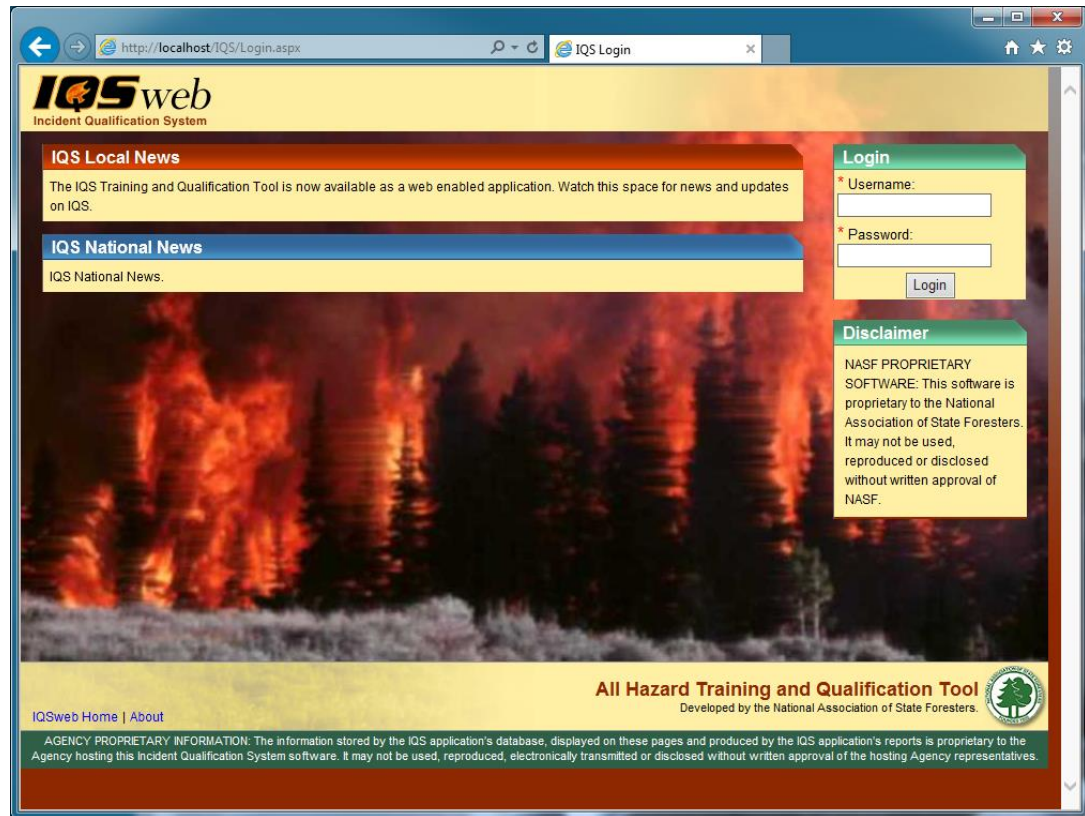 http://localhost/IQS/Login.aspx
IQS Login
IQS web
Incident Qualification System
IQS Local News
The IQS Training and Qualification Tool is now available as a web enabled application. Watch this space for news and updates
on IQS.
IQS National News
IQS National News.
Login
* Username:
* Password:
Login
Disclaimer
NASF PROPRIETARY
SOFTWARE: This software is
proprietary to the National
Association of State Foresters.
It may not be used,
reproduced or disclosed
without written approval of
NASF.
All Hazard Training and Qualification Tool
Developed by the National Association of State Foresters.
IQSweb Home | About
AGENCY PROPRIETARY INFORMATION: The information stored by the IQS application's database, displayed on these pages and produced by the IQS application's reports is proprietary to the
Agency hosting this Incident Qualification System software. It may not be used, reproduced, electronically transmitted or disclosed without written approval of the hosting Agency representatives.